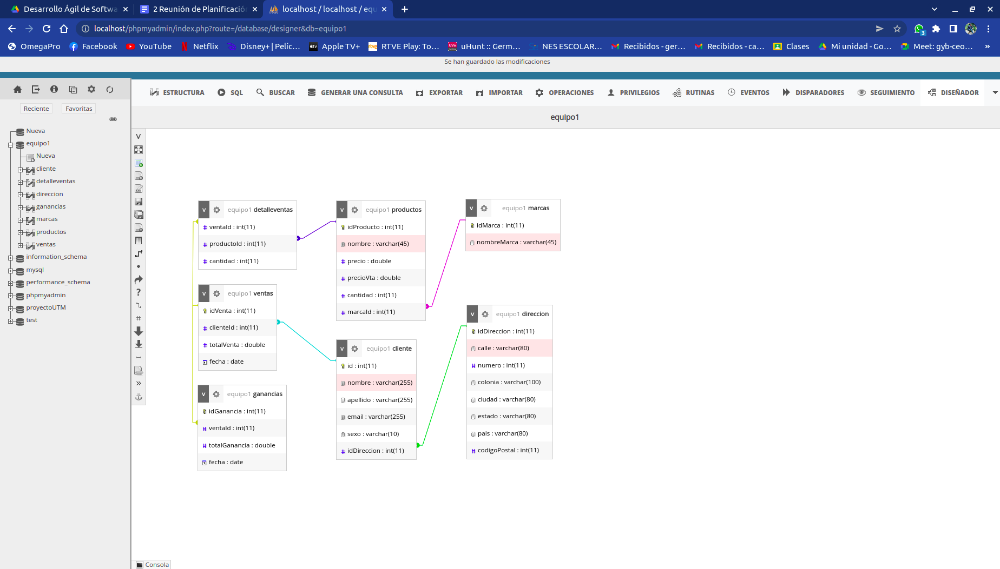 Desarrollo Ágil de Softwa
2 Reunión de Planificación
localhost / localhost / equ
localhost/phpmyadmin/index.php?route=/database/designer&db=equipo1
3
OmegaPro
Facebook
YouTube
Netflix
Disney+ | Pelíc...
Apple TV+
RTVE Play: To...
uHunt :: Germ...
NES ESCOLAR...
Recibidos - ger...
Recibidos - ca...
Clases
Mi unidad - Go...
Meet: gyb-ceo...
»
Se han guardado las modificaciones
ESTRUCTURA
SQL
BUSCAR
GENERAR UNA CONSULTA
EXPORTAR
IMPORTAR
OPERACIONES
PRIVILEGIOS
RUTINAS
EVENTOS
DISPARADORES
SEGUIMIENTO
DISEÑADOR
Reciente
Favoritas
equipo1
Nueva
equipo1
Nueva
cliente
detalleventas
direccion
ganancias
marcas
productos
ventas
information_schema
mysql
performance_schema
phpmyadmin
proyectoUTM
test
V
v equipo1 detalleventas
# ventaId : int(11)
# productoId : int(11)
# cantidad : int(11)
v equipo1 productos
idProducto : int(11)
nombre : varchar(45)
# precio : double
# precioVta : double
# cantidad : int(11)
# marcaId : int(11)
v equipo1 marcas
idMarca : int(11)
nombreMarca : varchar(45)
v equipo1 ventas
idVenta : int(11)
# clienteId : int(11)
# totalVenta : double
fecha : date
v equipo1 cliente
id : int(11)
nombre : varchar(255)
apellido : varchar(255)
email : varchar(255)
sexo : varchar(10)
# idDireccion : int(11)
v equipo1 direccion
idDireccion : int(11)
calle : varchar(80)
# numero : int(11)
colonia : varchar(100)
ciudad : varchar(80)
estado : varchar(80)
pais : varchar(80)
# codigoPostal : int(11)
v equipo1 ganancias
idGanancia : int(11)
# ventaId : int(11)
# totalGanancia : double
fecha : date
Consola